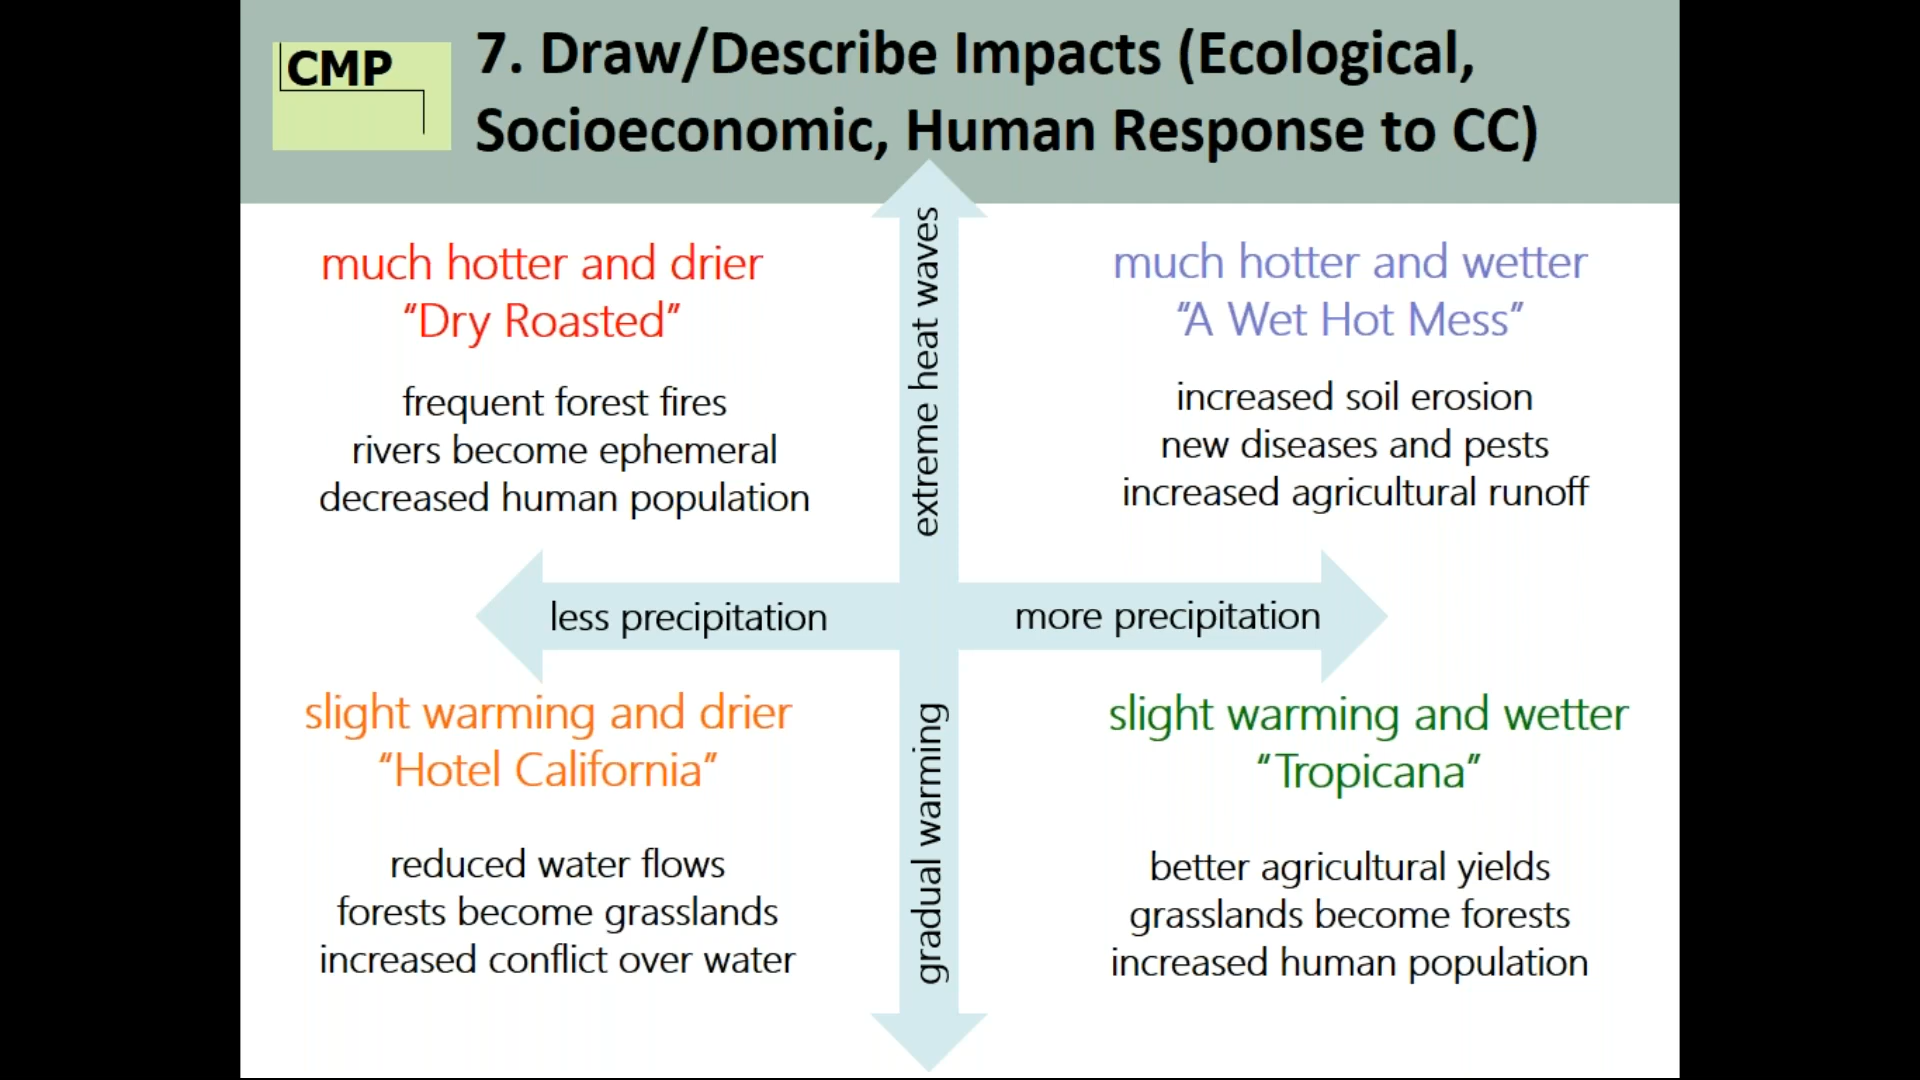 CMP
7. Draw/Describe Impacts (Ecological,
Socioeconomic, Human Response to CC)
extreme heat waves
much hotter and drier
“Dry Roasted”
frequent forest fires
rivers become ephemeral
decreased human population
much hotter and wetter
“A Wet Hot Mess”
increased soil erosion
new diseases and pests
increased agricultural runoff
less precipitation
more precipitation
gradual warming
slight warming and drier
“Hotel California”
reduced water flows
forests become grasslands
increased conflict over water
slight warming and wetter
“Tropicana”
better agricultural yields
grasslands become forests
increased human population